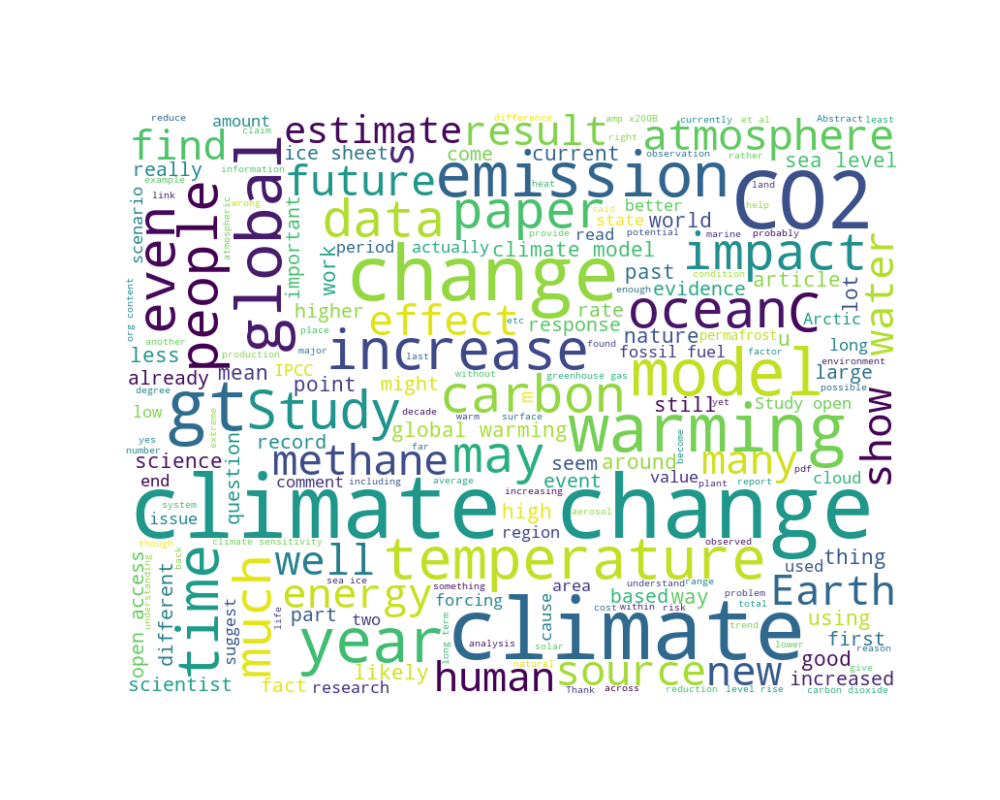 reduce
amount
difference
amp x200B
currently
et al
Abstract
least
claim
find
estimate
s
result
right
observation
rather
atmosphere
really
ice sheet
come
current
sea level
information
example
link
wrong
scenario
people
even
global
atmospheric
important
future
emission
heat
land
help
CO2
data
paper
said
provide
better
state
world
potential
marine
probably
period
actually
climate model
read
impact
water
work
change
past
condition
article
lot
evidence
enough
org content
higher
rate
ocean
C
Arctic
another
place
etc
effect
response
nature
permafrost
u
less
production
major
last
increase
found
fossil fuel
factor
long
already
mean
IPCC
without
greenhouse gas
model
environment
degree
point
might
m
large
possible
low
gt
Study
carbon
still
yet
Study open
show
extreme
decade
warm
surface
warming
yes
number
record
global warming
far
become
science
question
methane
may
seem
around
many
pdf
cloud
end
comment
including
average
event
value
plant
report
system
climate change
increasing
issue
high
aerosol
region
though
climate sensitivity
observed
back
understanding
open access
different
time
suggest
much
well
temperature
used
thing
sea ice
something
area
understand
range
problem
Earth
life
energy
forcing
cause
based
way
cost
within
risk
total
using
part
two
trend
first
year
long term
analysis
climate
solar
lower
reason
likely
natural
source
new
good
give
scientist
fact
research
human
Thank
across
reduction
level rise
increased
carbon dioxide